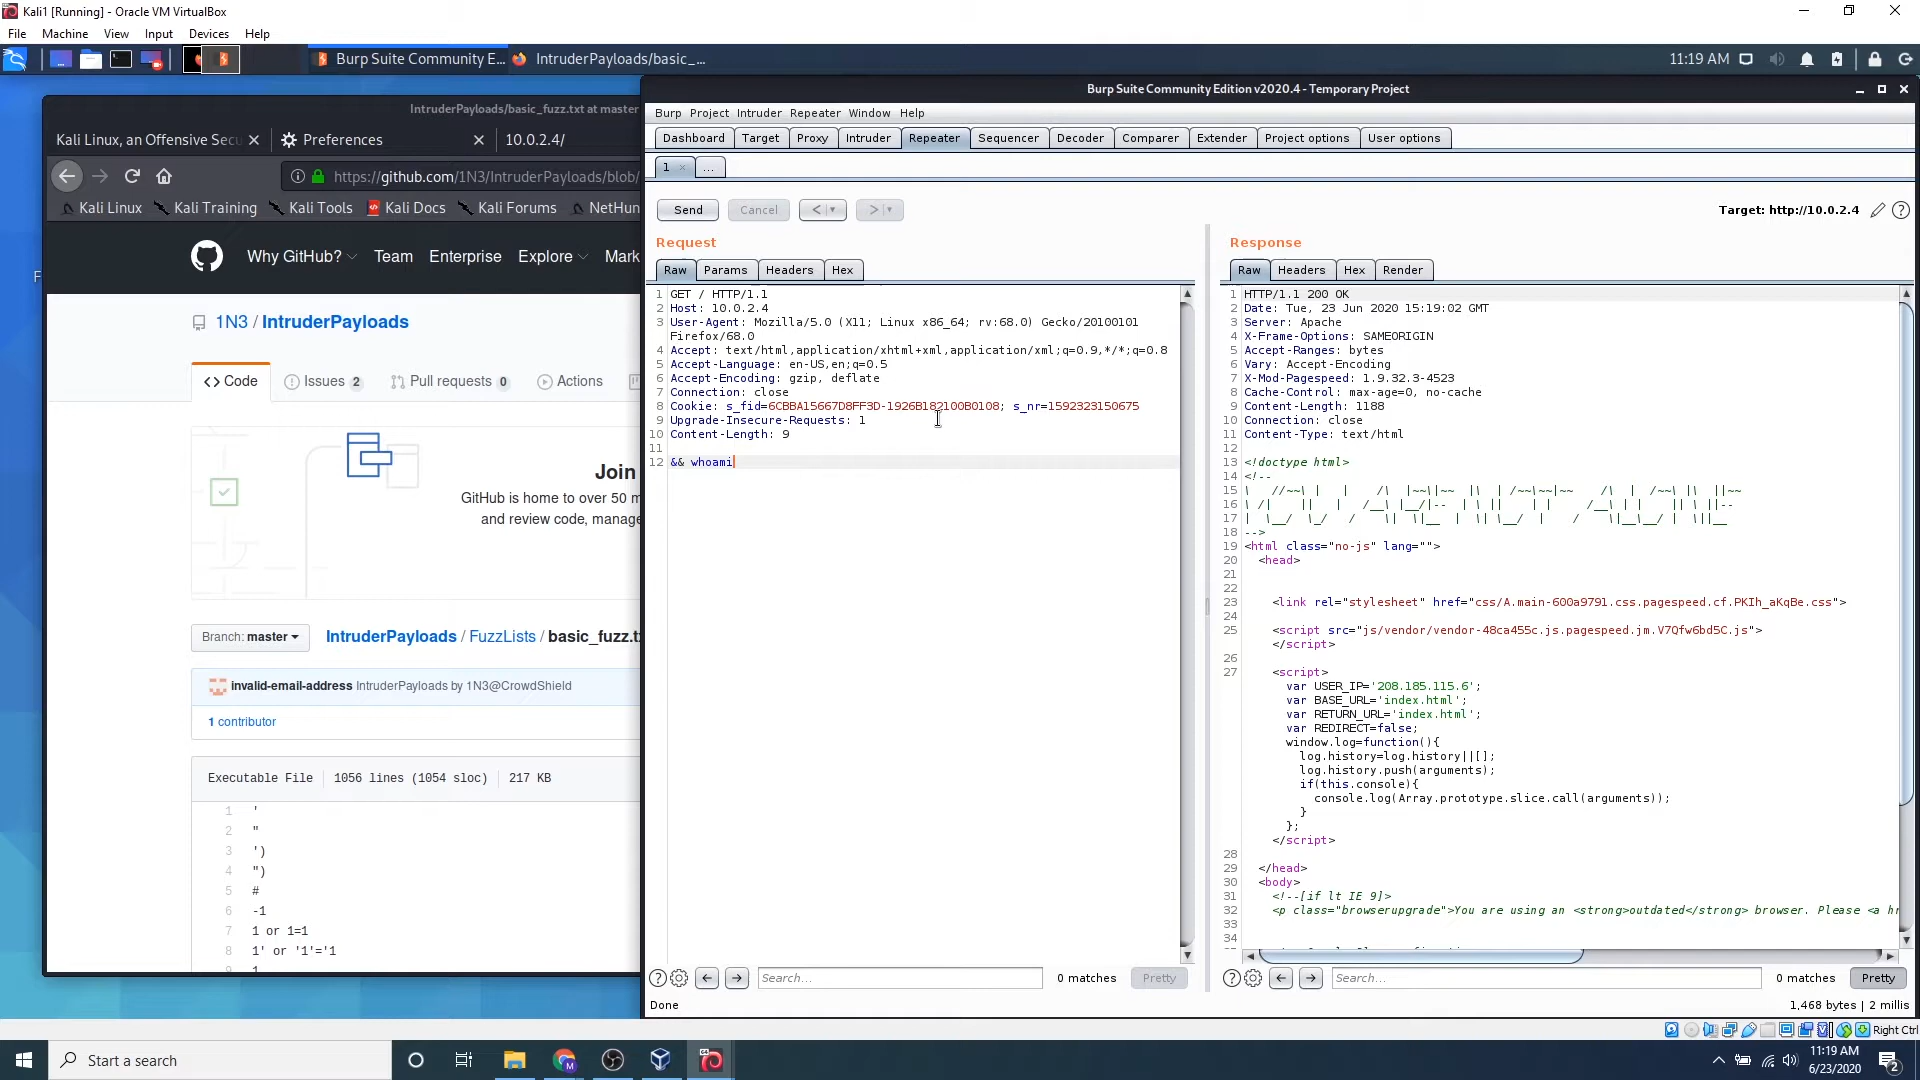 Kali1 [Running] - Oracle VM VirtualBox
File Machine View Input Devices Help
Burp Suite Community E...
IntruderPayloads/basic_...
11:19 AM
IntruderPayloads/basic_fuzz.txt at master
Kali Linux, an Offensive Secu
Preferences
10.0.2.4/
https://github.com/1N3/IntruderPayloads/blob/
Kali Linux Kali Training Kali Tools Kali Docs Kali Forums NetHun
Why GitHub? Team Enterprise Explore Mark
1N3 / IntruderPayloads
Code Issues 2 Pull requests 0 Actions
Join
GitHub is home to over 50 m
and review code, manage
Branch: master
IntruderPayloads / FuzzLists / basic_fuzz.t
invalid-email-address IntruderPayloads by 1N3@CrowdShield
1 contributor
Executable File 1056 lines (1054 sloc) 217 KB
1 '
2 "
3 ')
4 ")
5 #
6 -1
7 1 or 1=1
8 1' or '1'='1
9 1
Burp Suite Community Edition v2020.4 - Temporary Project
Burp Project Intruder Repeater Window Help
Dashboard Target Proxy Intruder Repeater Sequencer Decoder Comparer Extender Project options User options
1 × ...
Send Cancel < >
Target: http://10.0.2.4
Request
Raw Params Headers Hex
1 GET / HTTP/1.1
2 Host: 10.0.2.4
3 User-Agent: Mozilla/5.0 (X11; Linux x86_64; rv:68.0) Gecko/20100101
Firefox/68.0
4 Accept: text/html,application/xhtml+xml,application/xml;q=0.9,*/*;q=0.8
5 Accept-Language: en-US,en;q=0.5
6 Accept-Encoding: gzip, deflate
7 Connection: close
8 Cookie: s_fid=6CBBA15667D8FF3D-1926B182100B0108; s_nr=1592323150675
9 Upgrade-Insecure-Requests: 1
10 Content-Length: 9
11
12 && whoami
Search... 0 matches Pretty
Done
Response
Raw Headers Hex Render
1 HTTP/1.1 200 OK
2 Date: Tue, 23 Jun 2020 15:19:02 GMT
3 Server: Apache
4 X-Frame-Options: SAMEORIGIN
5 Accept-Ranges: bytes
6 Vary: Accept-Encoding
7 X-Mod-Pagespeed: 1.9.32.3-4523
8 Cache-Control: max-age=0, no-cache
9 Content-Length: 1188
10 Connection: close
11 Content-Type: text/html
12
13 <!doctype html>
14 <!--
15
16
17
18 -->
19 <html class="no-js" lang="">
20 <head>
21
22
23 <link rel="stylesheet" href="css/A.main-600a9791.css.pagespeed.cf.PKIh_aKqBe.css">
24
25 <script src="js/vendor/vendor-48ca455c.js.pagespeed.jm.V7Qfw6bd5C.js">
</script>
26
27 <script>
var USER_IP='208.185.115.6';
var BASE_URL='index.html';
var RETURN_URL='index.html';
var REDIRECT=false;
window.log=function(){
log.history=log.history||[];
log.history.push(arguments);
if(this.console){
console.log(Array.prototype.slice.call(arguments));
}
};
</script>
28
29 </head>
30 <body>
31 <!--[if lt IE 9]>
32 <p class="browserupgrade">You are using an <strong>outdated</strong> browser. Please <a hr
33
34
Search... 0 matches Pretty
1,468 bytes | 2 millis
Right Ctrl
Start a search
11:19 AM
6/23/2020
2